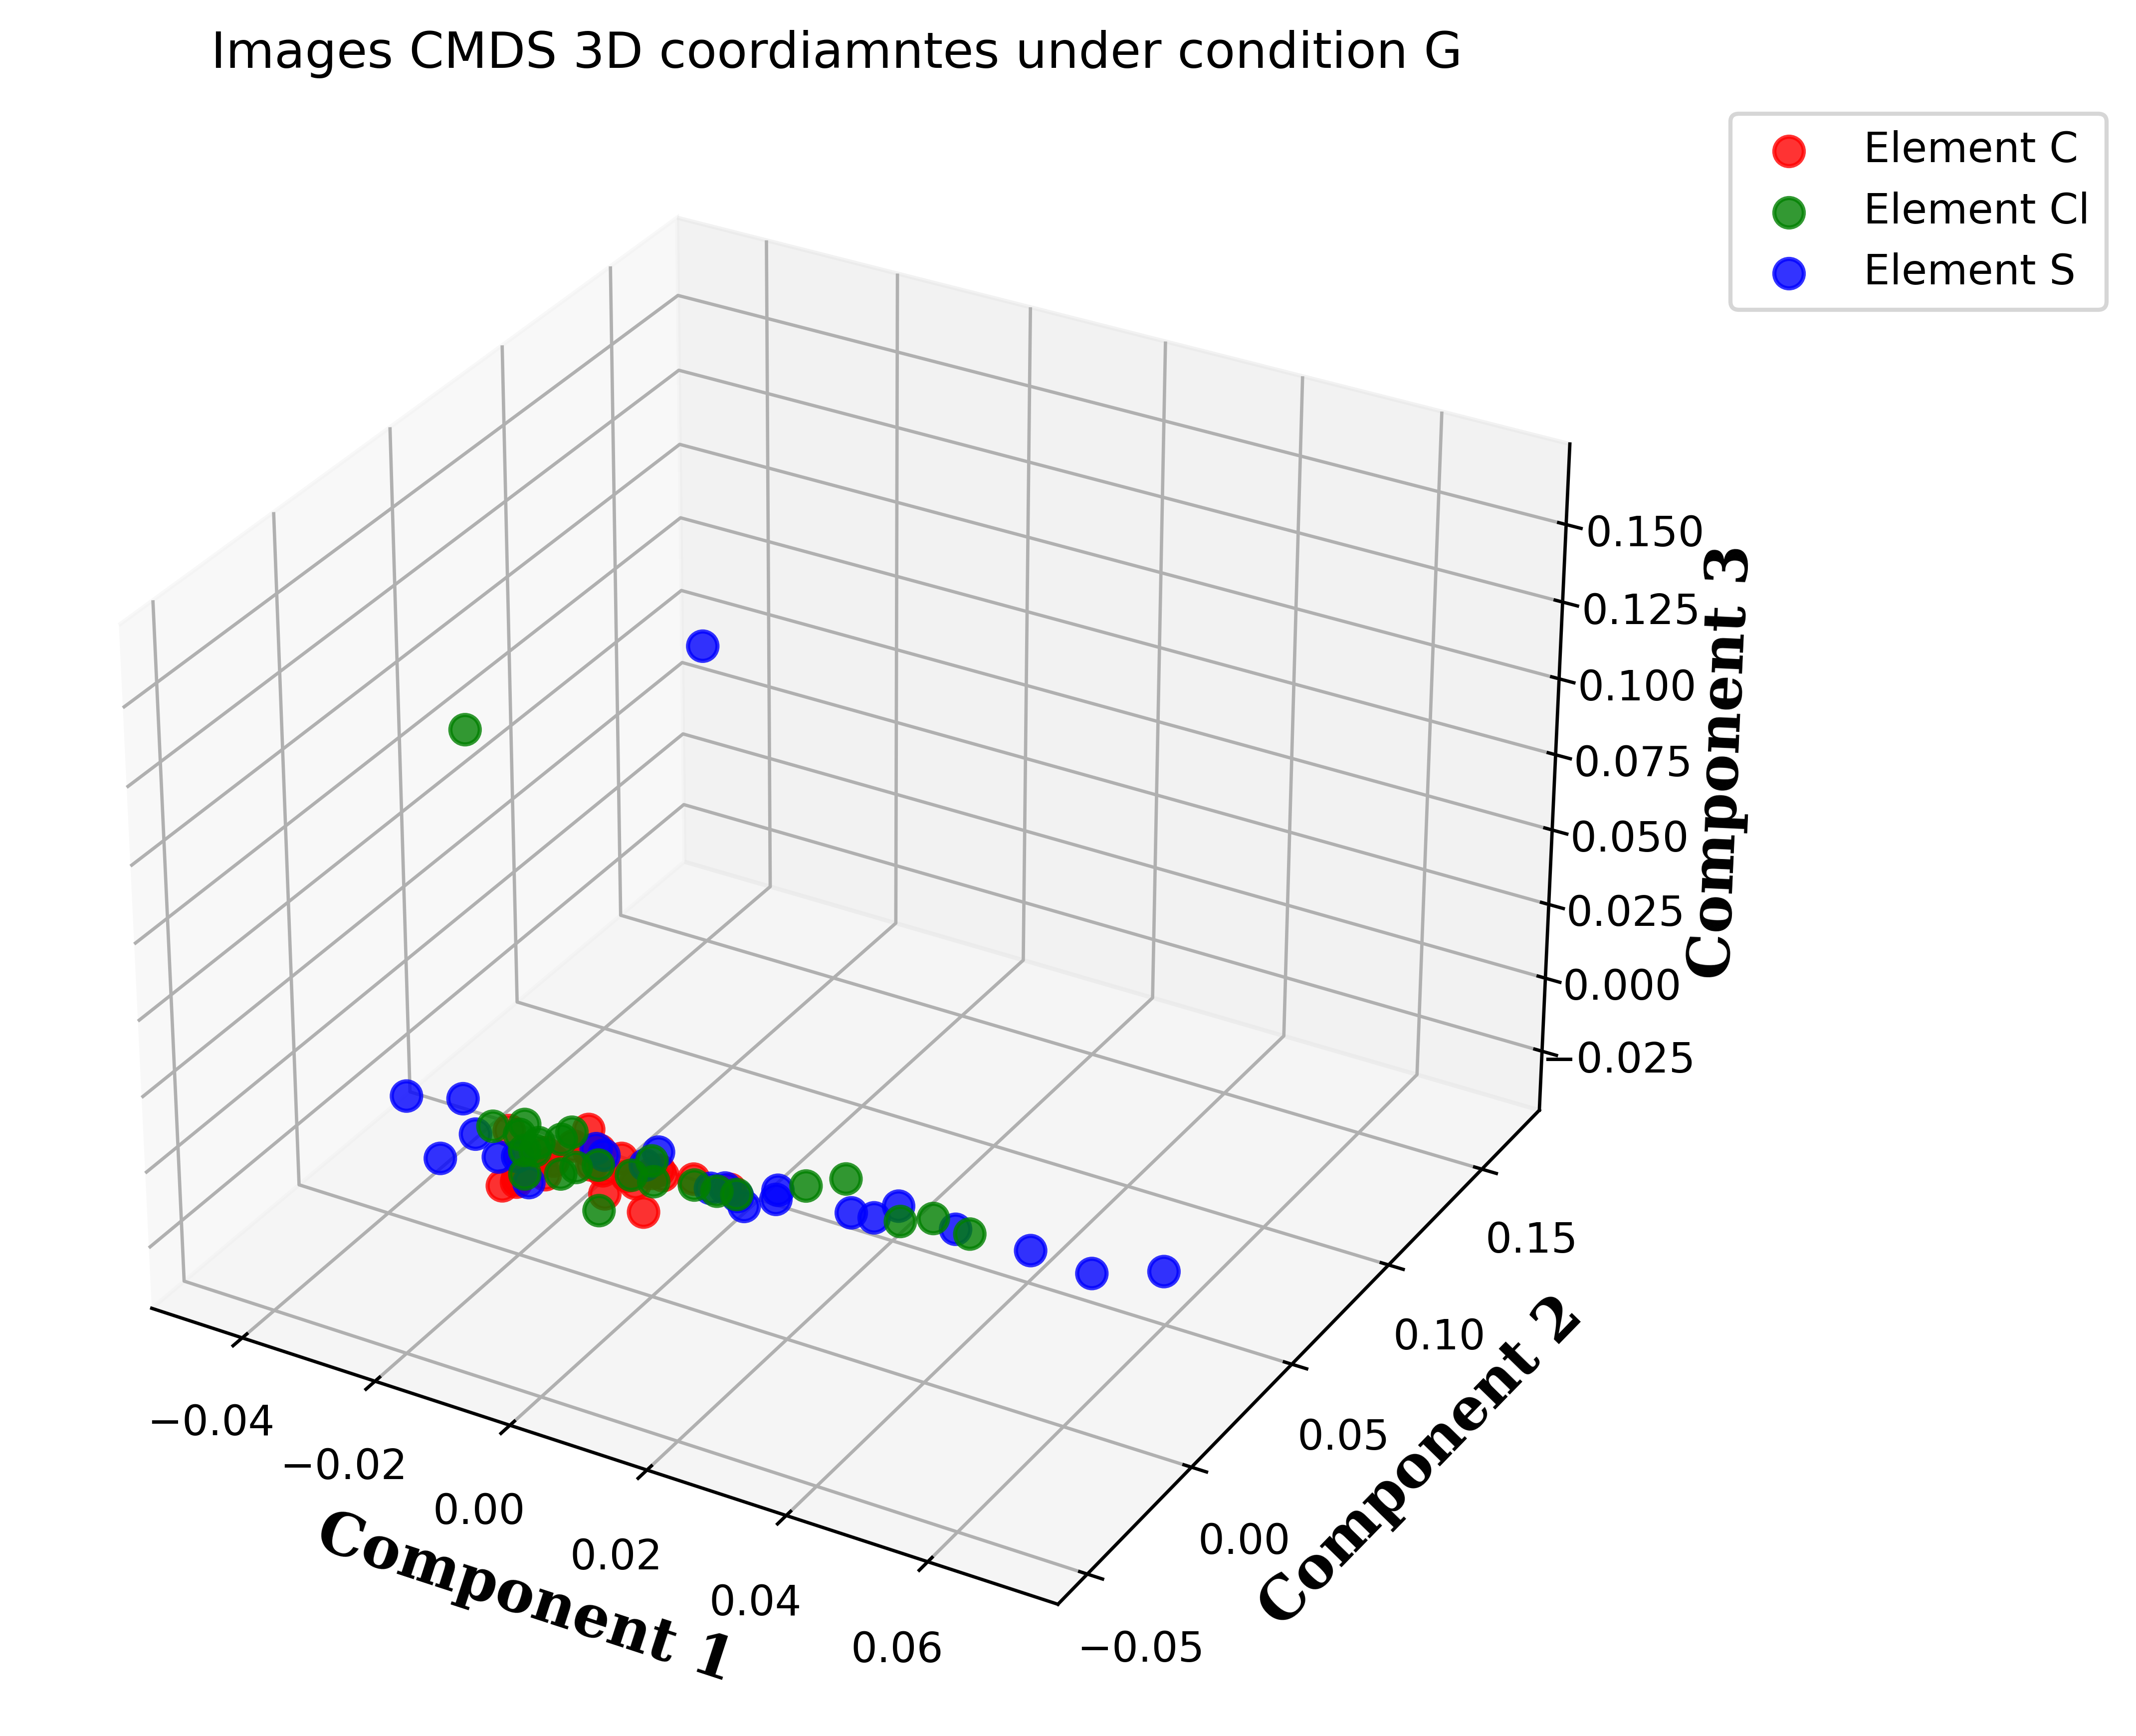 Images CMDS 3D coordiamntes under condition G
Element C
Element Cl
Element S
0.150
0.125
0.100
0.075
0.050
0.025
0.000
−0.025
Component 3
0.15
0.10
0.05
0.00
−0.05
Component 2
−0.04
−0.02
0.00
0.02
0.04
0.06
Component 1